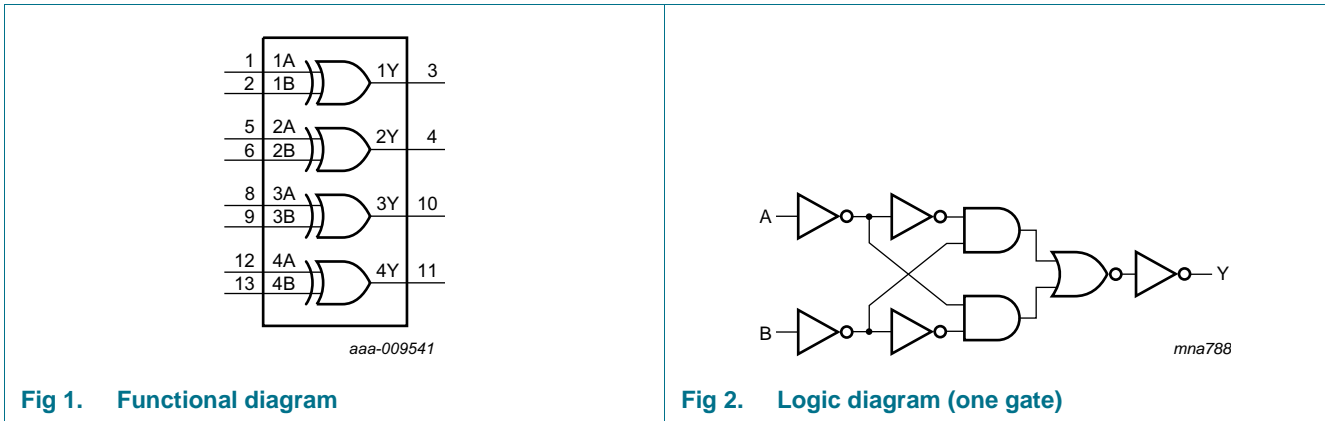 1 1A 1Y 3
2 1B
5 2A 2Y 4
6 2B
8 3A 3Y 10
9 3B
12 4A 4Y 11
13 4B
aaa-009541
Fig 1. Functional diagram
A
Y
B
mna788
Fig 2. Logic diagram (one gate)